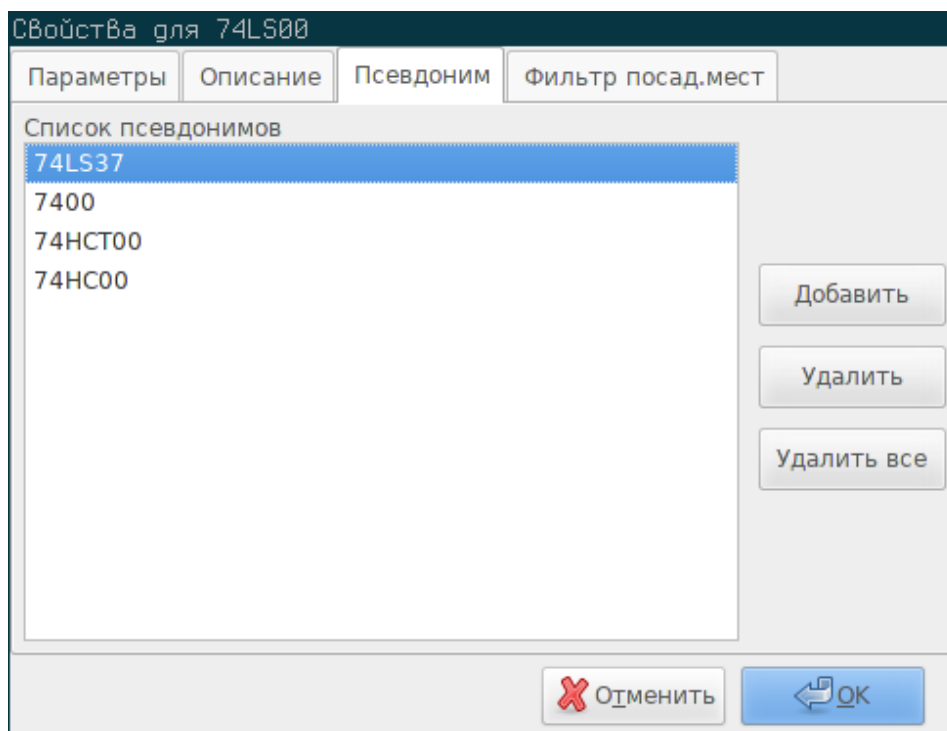 Свойства для 74LS00
Параметры Описание Псевдоним Фильтр посад.мест
Список псевдонимов
74LS37
7400
74HCT00
74HC00
Добавить
Удалить
Удалить все
Отменить OK